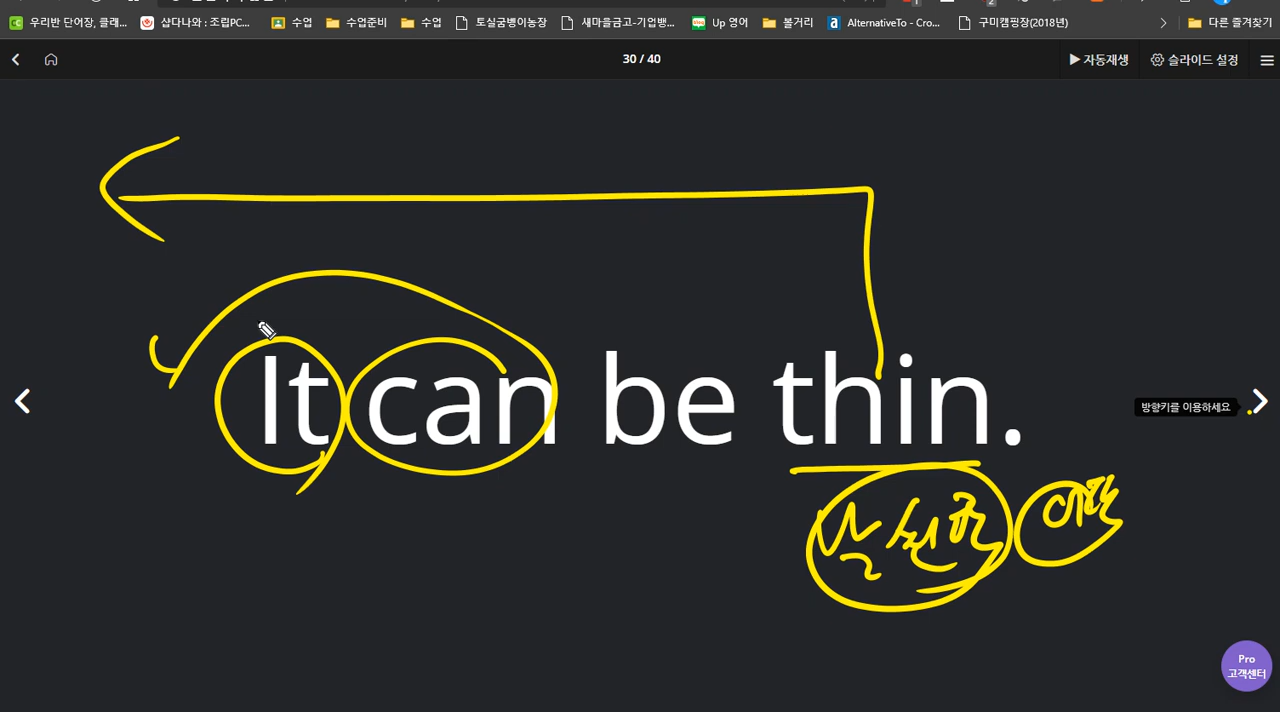 우리반 단어장, 클래... 샵다나와 : 조립PC... 수업 수업준비 수업 토실굼뱅이농장 새마을금고-기업뱅... Up 영어 볼거리 AlternativeTo - Cro... 구미캠핑장(2018년) 다른 즐겨찾기
30 / 40 자동재생 슬라이드 설정
It can be thin.
방향키를 이용하세요
Pro
고객센터